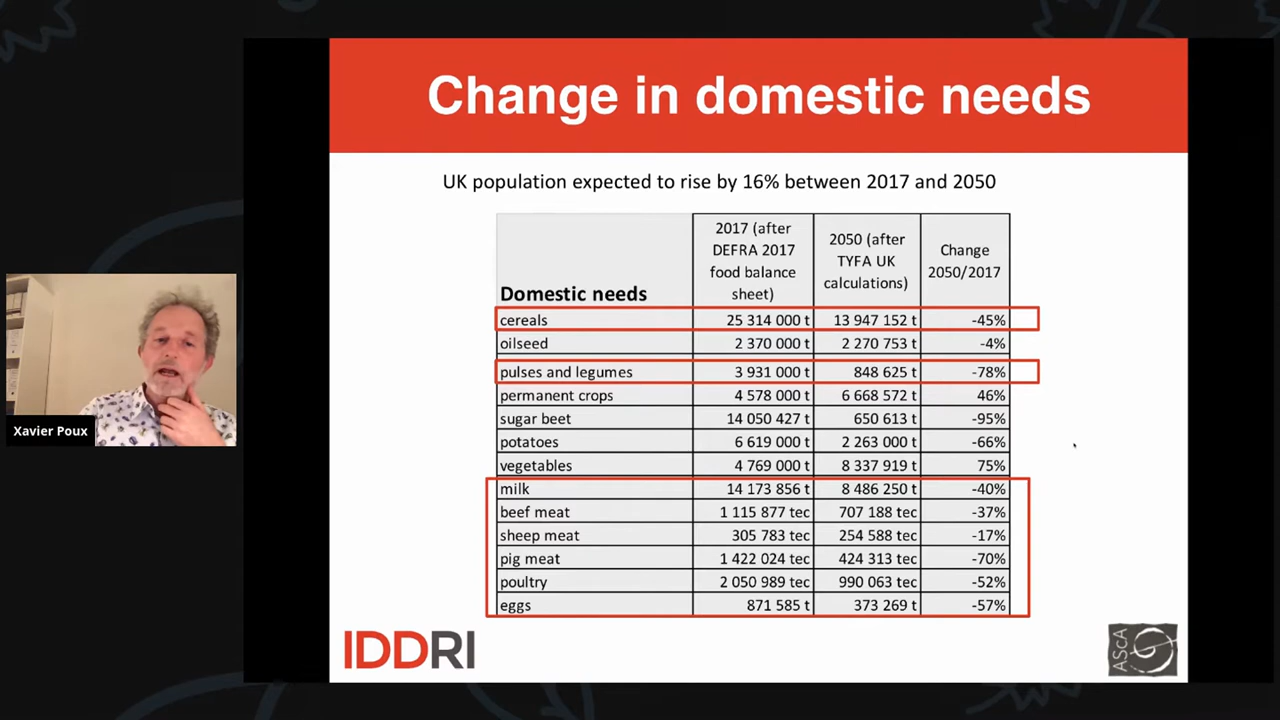 Change in domestic needs
UK population expected to rise by 16% between 2017 and 2050
Domestic needs
2017 (after
DEFRA 2017
food balance
sheet)
2050 (after
TYFA UK
calculations)
Change
2050/2017
cereals 25 314 000 t 13 947 152 t -45%
oilseed 2 370 000 t 2 270 753 t -4%
pulses and legumes 3 931 000 t 848 625 t -78%
permanent crops 4 578 000 t 6 668 572 t 46%
sugar beet 14 050 427 t 650 613 t -95%
potatoes 6 619 000 t 2 263 000 t -66%
vegetables 4 769 000 t 8 337 919 t 75%
milk 14 173 856 t 8 486 250 t -40%
beef meat 1 115 877 tec 707 188 tec -37%
sheep meat 305 783 tec 254 588 tec -17%
pig meat 1 422 024 tec 424 313 tec -70%
poultry 2 050 989 tec 990 063 tec -52%
eggs 871 585 t 373 269 t -57%
Xavier Poux
IDDRI
ASCA